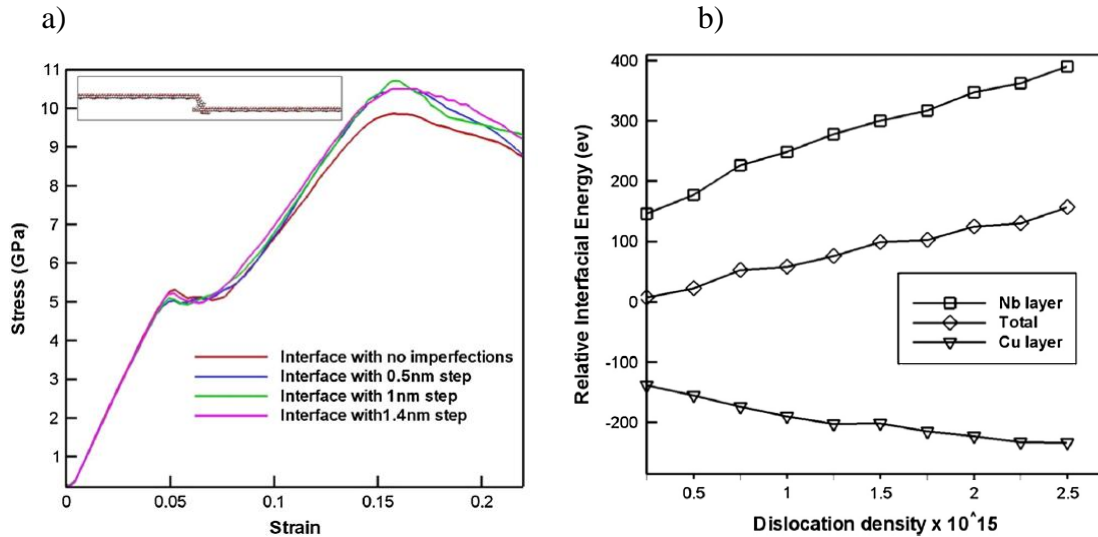 a)
11
10
9
8
7
6
5
4
3
2
1
0
0.05
0.1
0.15
0.2
Stress (GPa)
Strain
Interface with no imperfections
Interface with 0.5nm step
Interface with 1nm step
Interface with1.4nm step
b)
400
300
200
100
0
-100
-200
0.5
1
1.5
2
2.5
Relative Interfacial Energy (ev)
Dislocation density x 10^15
Nb layer
Total
Cu layer